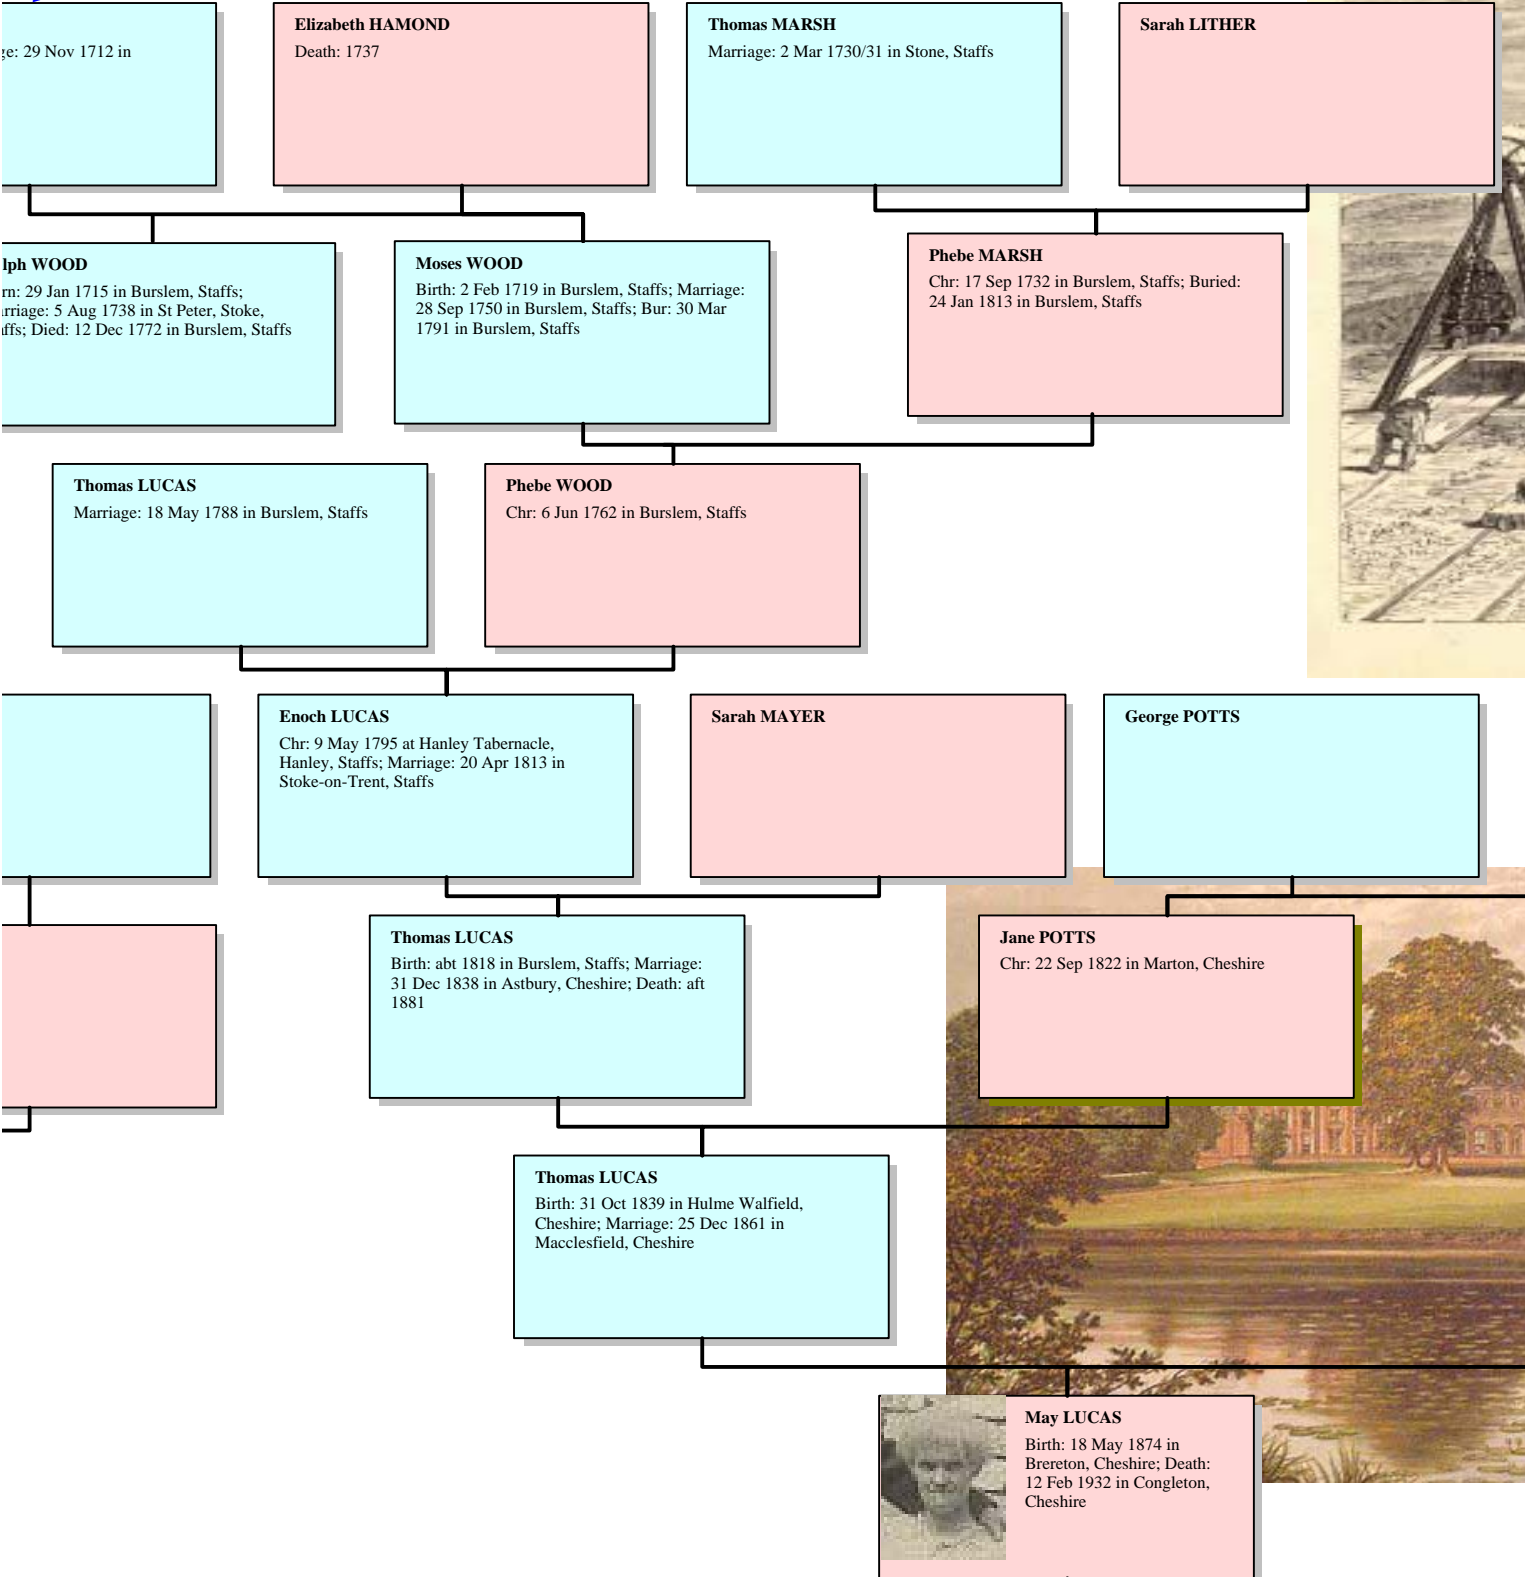 ge: 29 Nov 1712 in
Elizabeth HAMOND
Death: 1737
Thomas MARSH
Marriage: 2 Mar 1730/31 in Stone, Staffs
Sarah LITHER
lph WOOD
rn: 29 Jan 1715 in Burslem, Staffs;
arriage: 5 Aug 1738 in St Peter, Stoke,
affs; Died: 12 Dec 1772 in Burslem, Staffs
Moses WOOD
Birth: 2 Feb 1719 in Burslem, Staffs; Marriage:
28 Sep 1750 in Burslem, Staffs; Bur: 30 Mar
1791 in Burslem, Staffs
Phebe MARSH
Chr: 17 Sep 1732 in Burslem, Staffs; Buried:
24 Jan 1813 in Burslem, Staffs
Thomas LUCAS
Marriage: 18 May 1788 in Burslem, Staffs
Phebe WOOD
Chr: 6 Jun 1762 in Burslem, Staffs
Enoch LUCAS
Chr: 9 May 1795 at Hanley Tabernacle,
Hanley, Staffs; Marriage: 20 Apr 1813 in
Stoke-on-Trent, Staffs
Sarah MAYER
George POTTS
Thomas LUCAS
Birth: abt 1818 in Burslem, Staffs; Marriage:
31 Dec 1838 in Astbury, Cheshire; Death: aft
1881
Jane POTTS
Chr: 22 Sep 1822 in Marton, Cheshire
Thomas LUCAS
Birth: 31 Oct 1839 in Hulme Walfield,
Cheshire; Marriage: 25 Dec 1861 in
Macclesfield, Cheshire
May LUCAS
Birth: 18 May 1874 in
Brereton, Cheshire; Death:
12 Feb 1932 in Congleton,
Cheshire